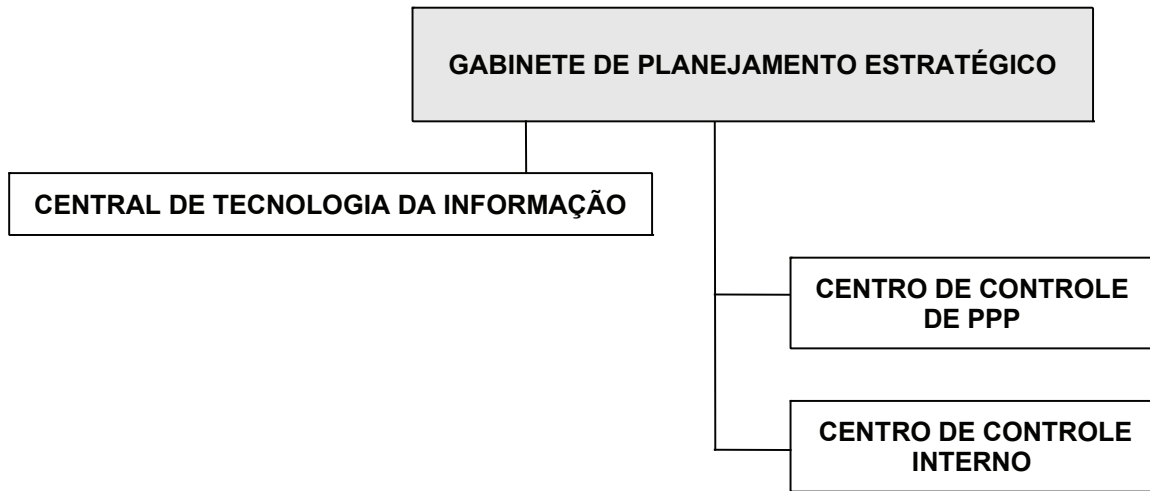 GABINETE DE PLANEJAMENTO ESTRATÉGICO
CENTRAL DE TECNOLOGIA DA INFORMAÇÃO
CENTRO DE CONTROLE
DE PPP
CENTRO DE CONTROLE
INTERNO